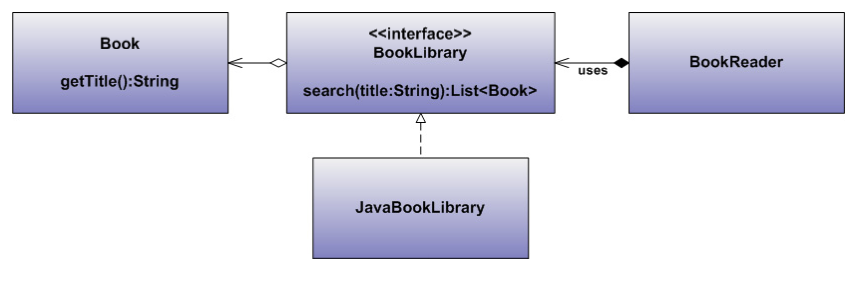 Book
getTitle():String
<<interface>>
BookLibrary
search(title:String):List<Book>
uses
BookReader
JavaBookLibrary